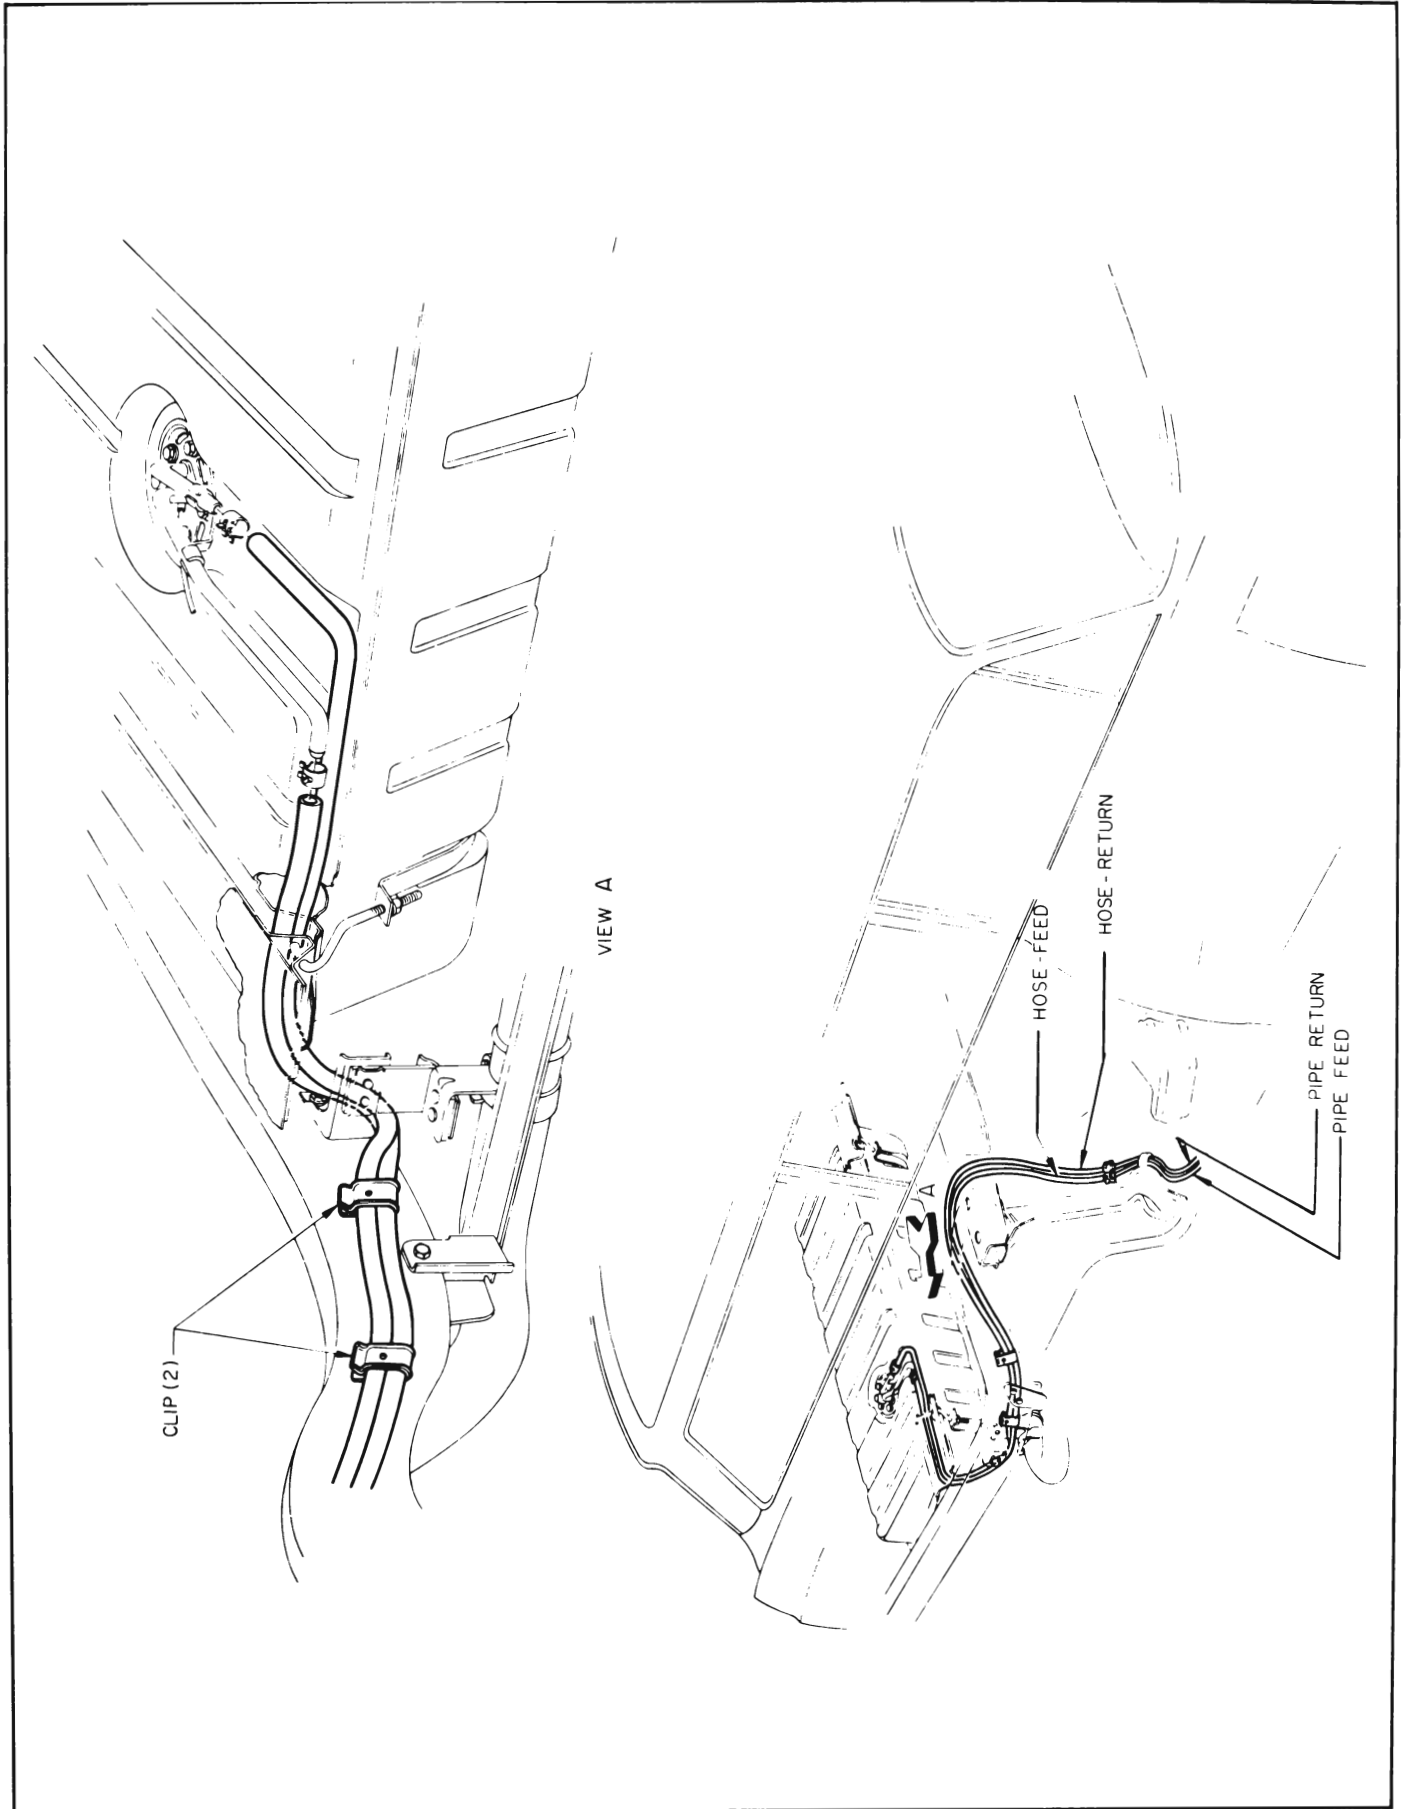 CLIP (2)
VIEW A
A
HOSE-FEED
HOSE-RETURN
PIPE RETURN
PIPE FEED